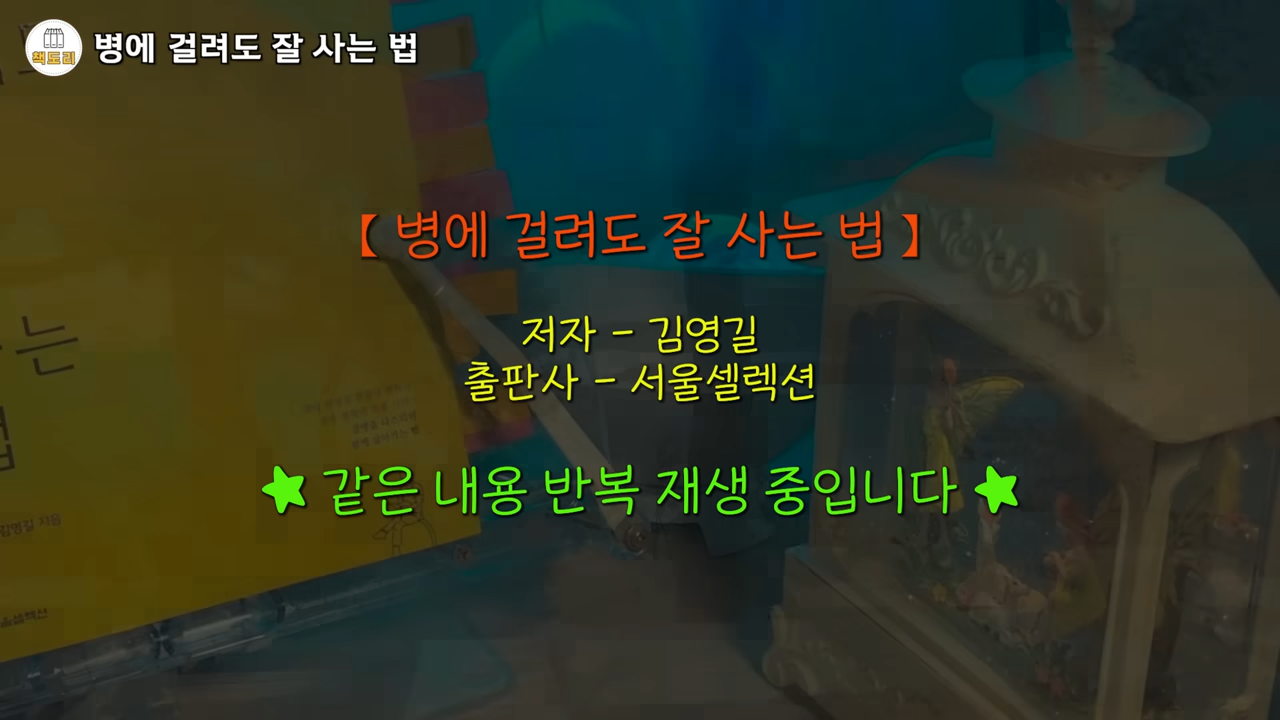 책토리
병에 걸려도 잘 사는 법
【 병에 걸려도 잘 사는 법 】
저자 - 김영길
출판사 - 서울셀렉션
★ 같은 내용 반복 재생 중입니다 ★
는
김영길 지음